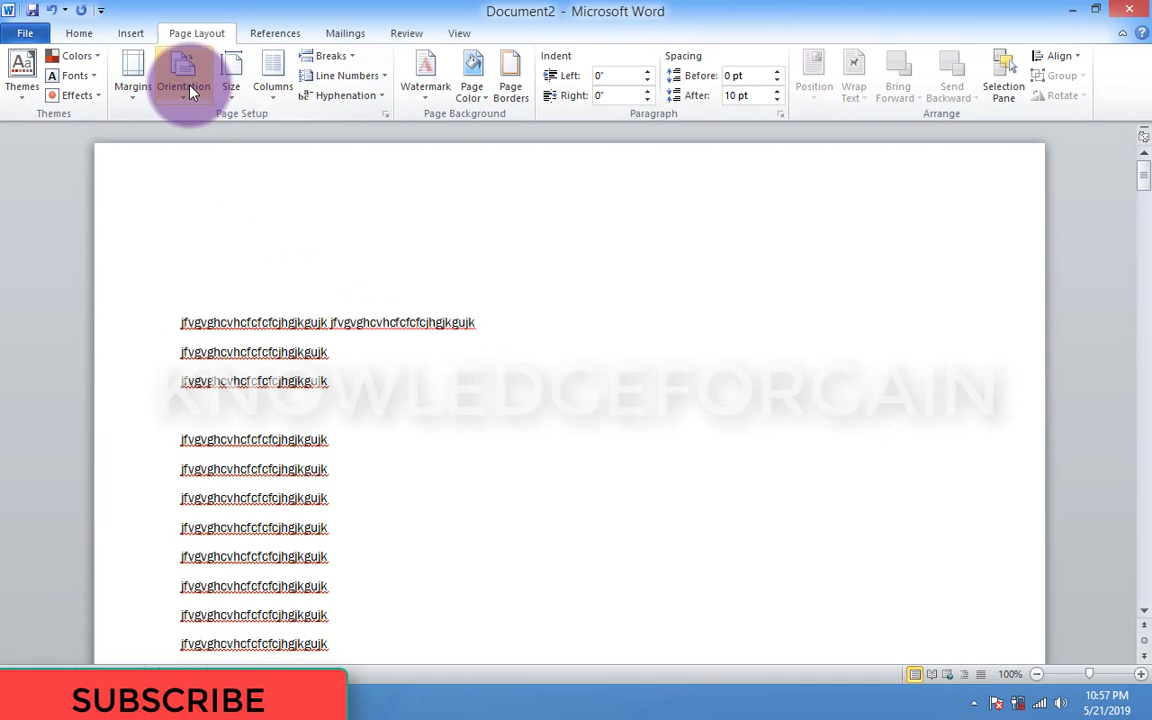 Document2 - Microsoft Word
File Home Insert Page Layout References Mailings Review View
Themes
Colors
Fonts
Effects
Themes
Margins
Orientation
Size
Columns
Breaks
Line Numbers
Hyphenation
Page Setup
Watermark
Page Color
Page Borders
Page Background
Indent
Left: 0"
Right: 0"
Spacing
Before: 0 pt
After: 10 pt
Paragraph
Position
Wrap Text
Bring Forward
Send Backward
Selection Pane
Align
Group
Rotate
Arrange
jfvgvghcvhcfcfcfcjhgjkgujk jfvgvghcvhcfcfcfcjhgjkgujk
jfvgvghcvhcfcfcfcjhgjkgujk
jfvgvghcvhcfcfcfcjhgjkgujk
KNOWLEDGEFORGAIN
jfvgvghcvhcfcfcfcjhgjkgujk
jfvgvghcvhcfcfcfcjhgjkgujk
jfvgvghcvhcfcfcfcjhgjkgujk
jfvgvghcvhcfcfcfcjhgjkgujk
jfvgvghcvhcfcfcfcjhgjkgujk
jfvgvghcvhcfcfcfcjhgjkgujk
jfvgvghcvhcfcfcfcjhgjkgujk
jfvgvghcvhcfcfcfcjhgjkgujk
100%
SUBSCRIBE
10:57 PM
5/21/2019